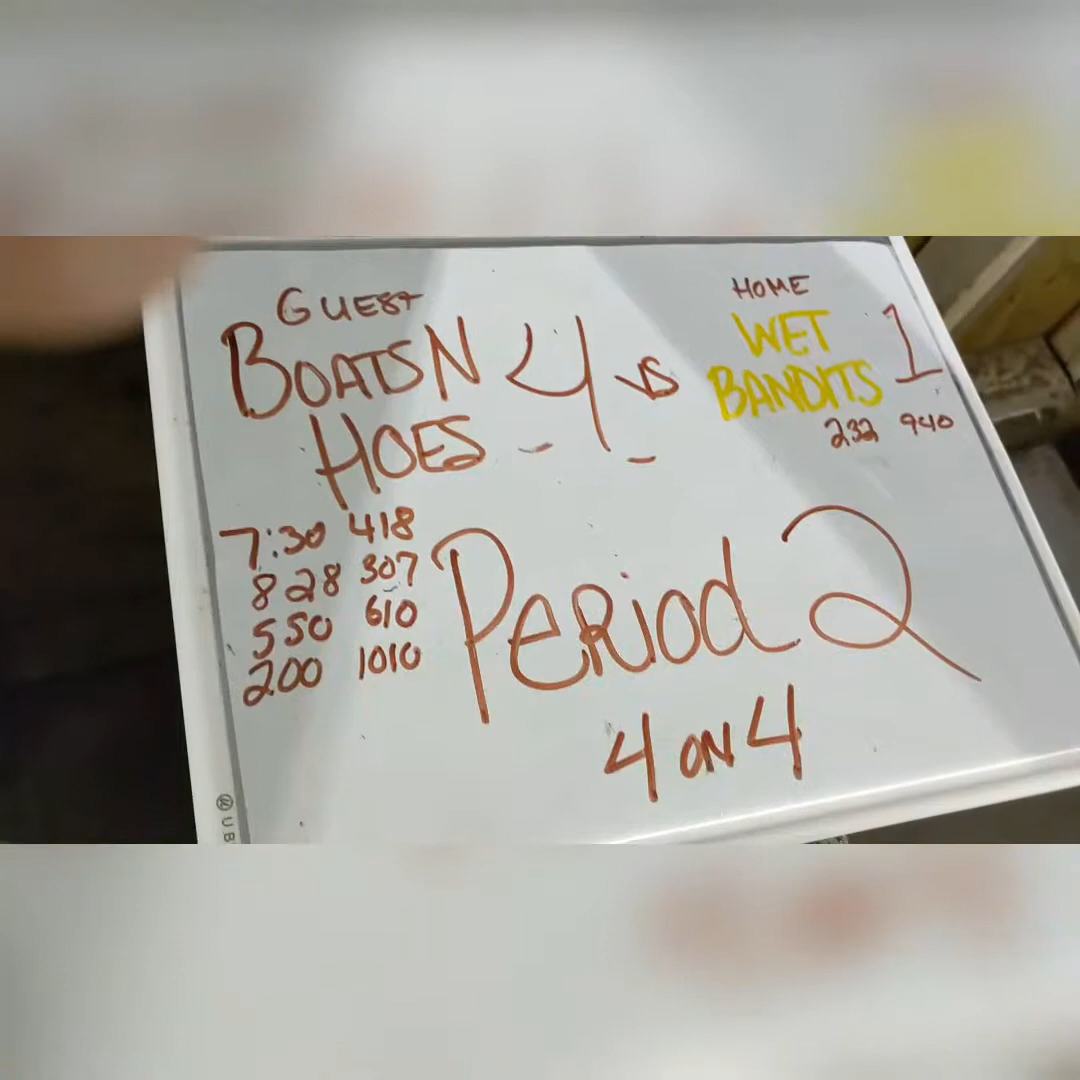 GUEST
BOATS N 4 vs
HOES
HOME
WET 1
BANDITS
232 940
7:30 418
828 307
550 610
200 1010
PERIOD 2
4 ON 4
UB